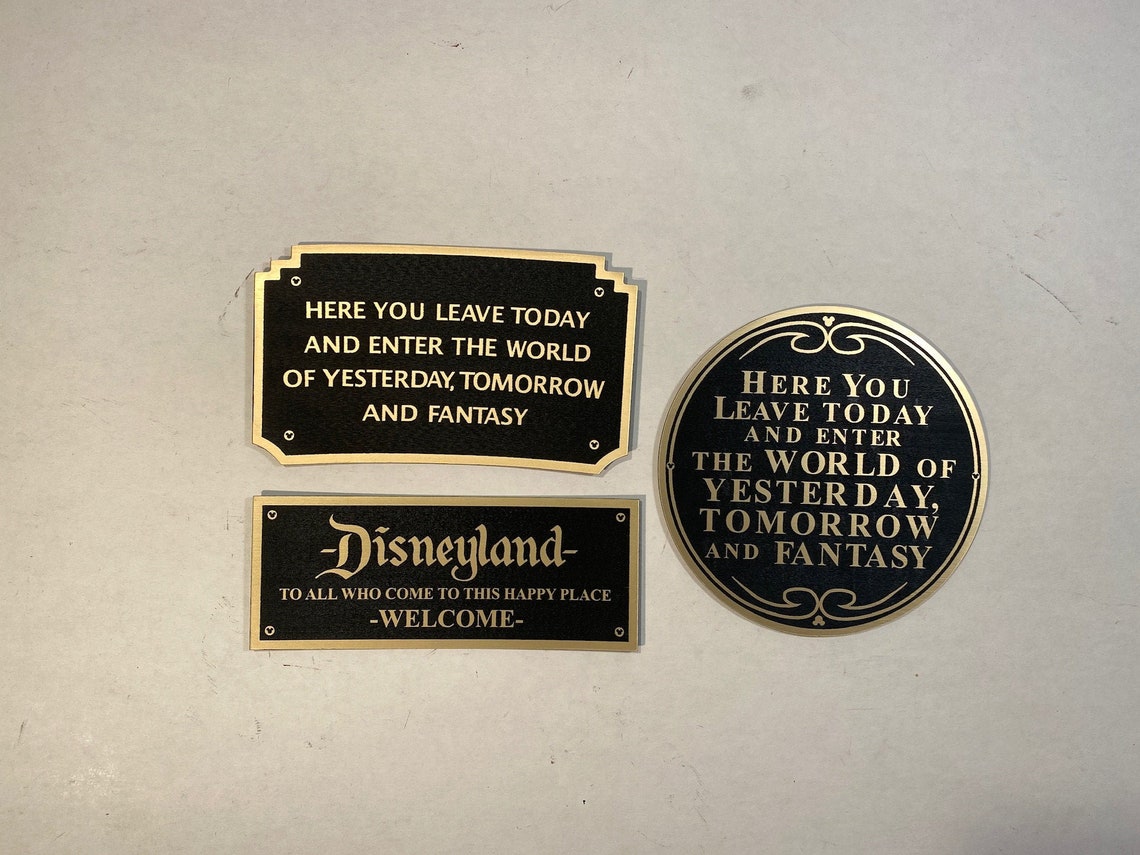 HERE YOU LEAVE TODAY
AND ENTER THE WORLD
OF YESTERDAY, TOMORROW
AND FANTASY
-Disneyland-
TO ALL WHO COME TO THIS HAPPY PLACE
-WELCOME-
HERE YOU
LEAVE TODAY
AND ENTER
THE WORLD OF
YESTERDAY,
TOMORROW
AND FANTASY